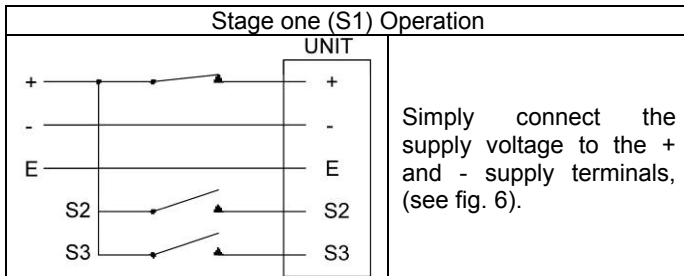 Stage one (S1) Operation
UNIT
+ +
- -
E E
S2 S2
S3 S3
Simply connect the
supply voltage to the +
and - supply terminals,
(see fig. 6).